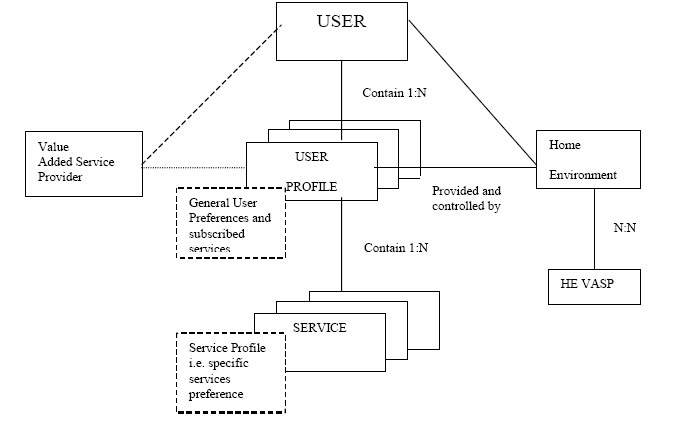 USER
Contain 1:N
Value
Added Service
Provider
USER
PROFILE
Home
Environment
General User
Preferences and
subscribed
services
Provided and
controlled by
N:N
Contain 1:N
HE VASP
SERVICE
Service Profile
i.e. specific
services
preference